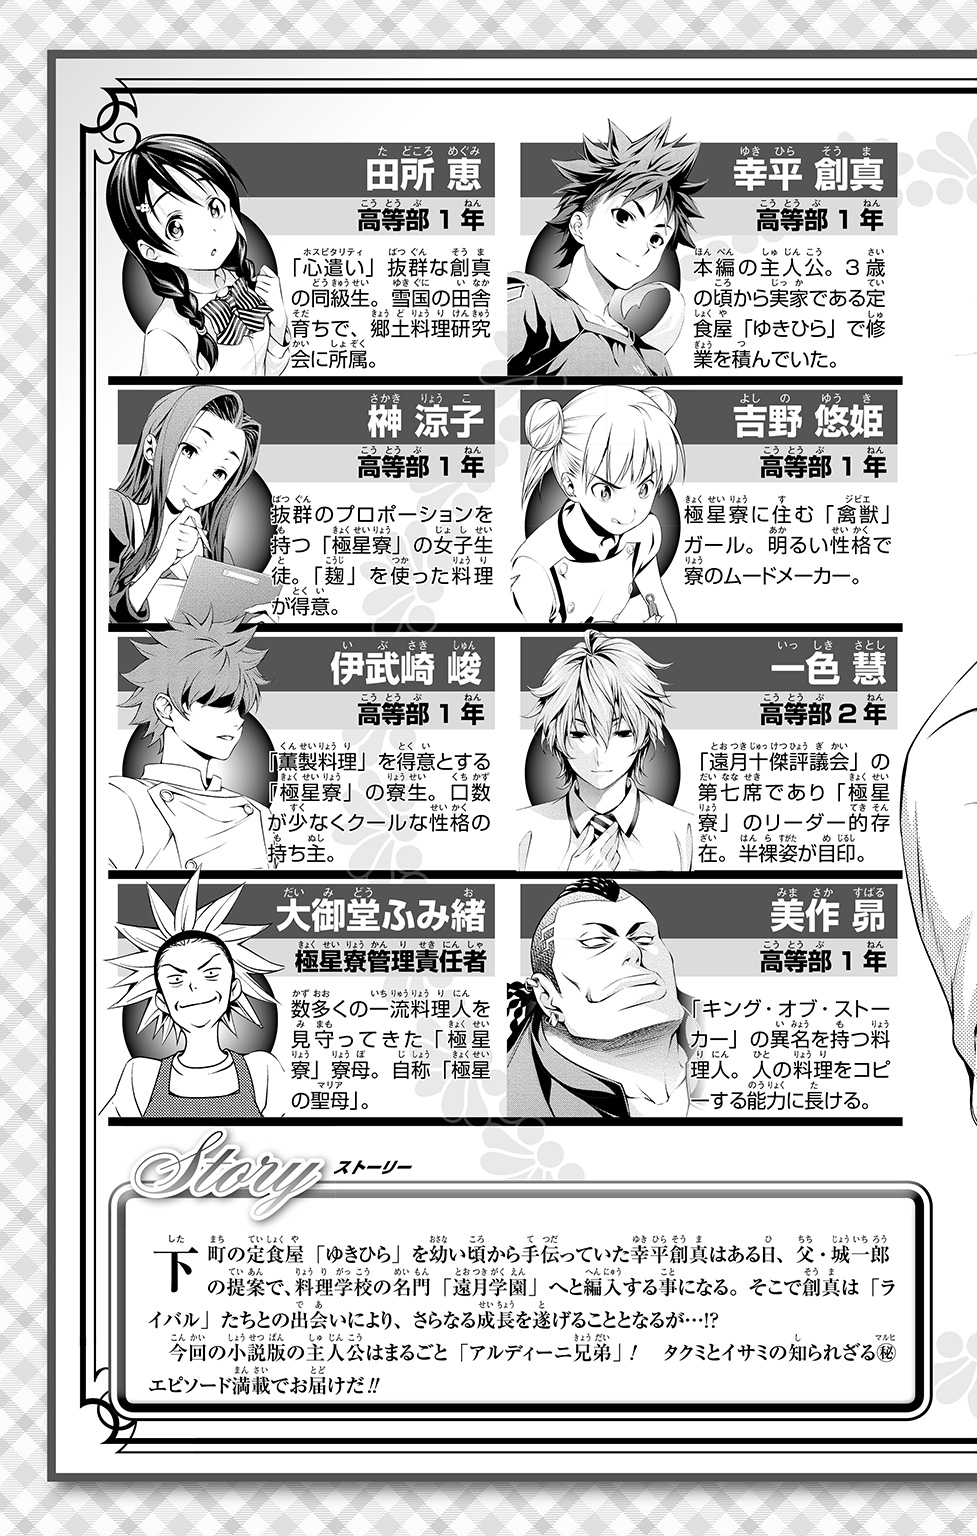 幸平 創真
高等部1年
本編の主人公。3歳
の頃から実家である定
食屋「ゆきひら」で修
業を積んでいた。
田所 恵
高等部1年
「心遣い」抜群な創真
の同級生。雪国の田舎
育ちで、郷土料理研究
会に所属。
吉野 悠姫
高等部1年
極星寮に住む「禽獣」
ガール。明るい性格で
寮のムードメーカー。
榊 涼子
高等部1年
抜群のプロポーションを
持つ「極星寮」の女子生
徒。「麹」を使った料理
が得意。
一色 慧
高等部2年
「遠月十傑評議会」の
第七席であり「極星
寮」のリーダー的存
在。半裸姿が目印。
伊武崎 峻
高等部1年
「薫製料理」を得意とする
「極星寮」の寮生。口数
が少なくクールな性格の
持ち主。
美作 昴
高等部1年
「キング・オブ・ストー
カー」の異名を持つ料
理人。人の料理をコピ
ーする能力に長ける。
大御堂ふみ緒
極星寮管理責任者
数多くの一流料理人を
見守ってきた「極星
寮」寮母。自称「極星
の聖母」。
Story ストーリー
下町の定食屋「ゆきひら」を幼い頃から手伝っていた幸平創真はある日、父・城一郎
の提案で、料理学校の名門「遠月学園」へと編入する事になる。そこで創真は「ラ
イバル」たちとの出会いにより、さらなる成長を遂げることとなるが…!?
今回の小説版の主人公はまるごと「アルディーニ兄弟」! タクミとイサミの知られざる㊙
エピソード満載でお届けだ!!